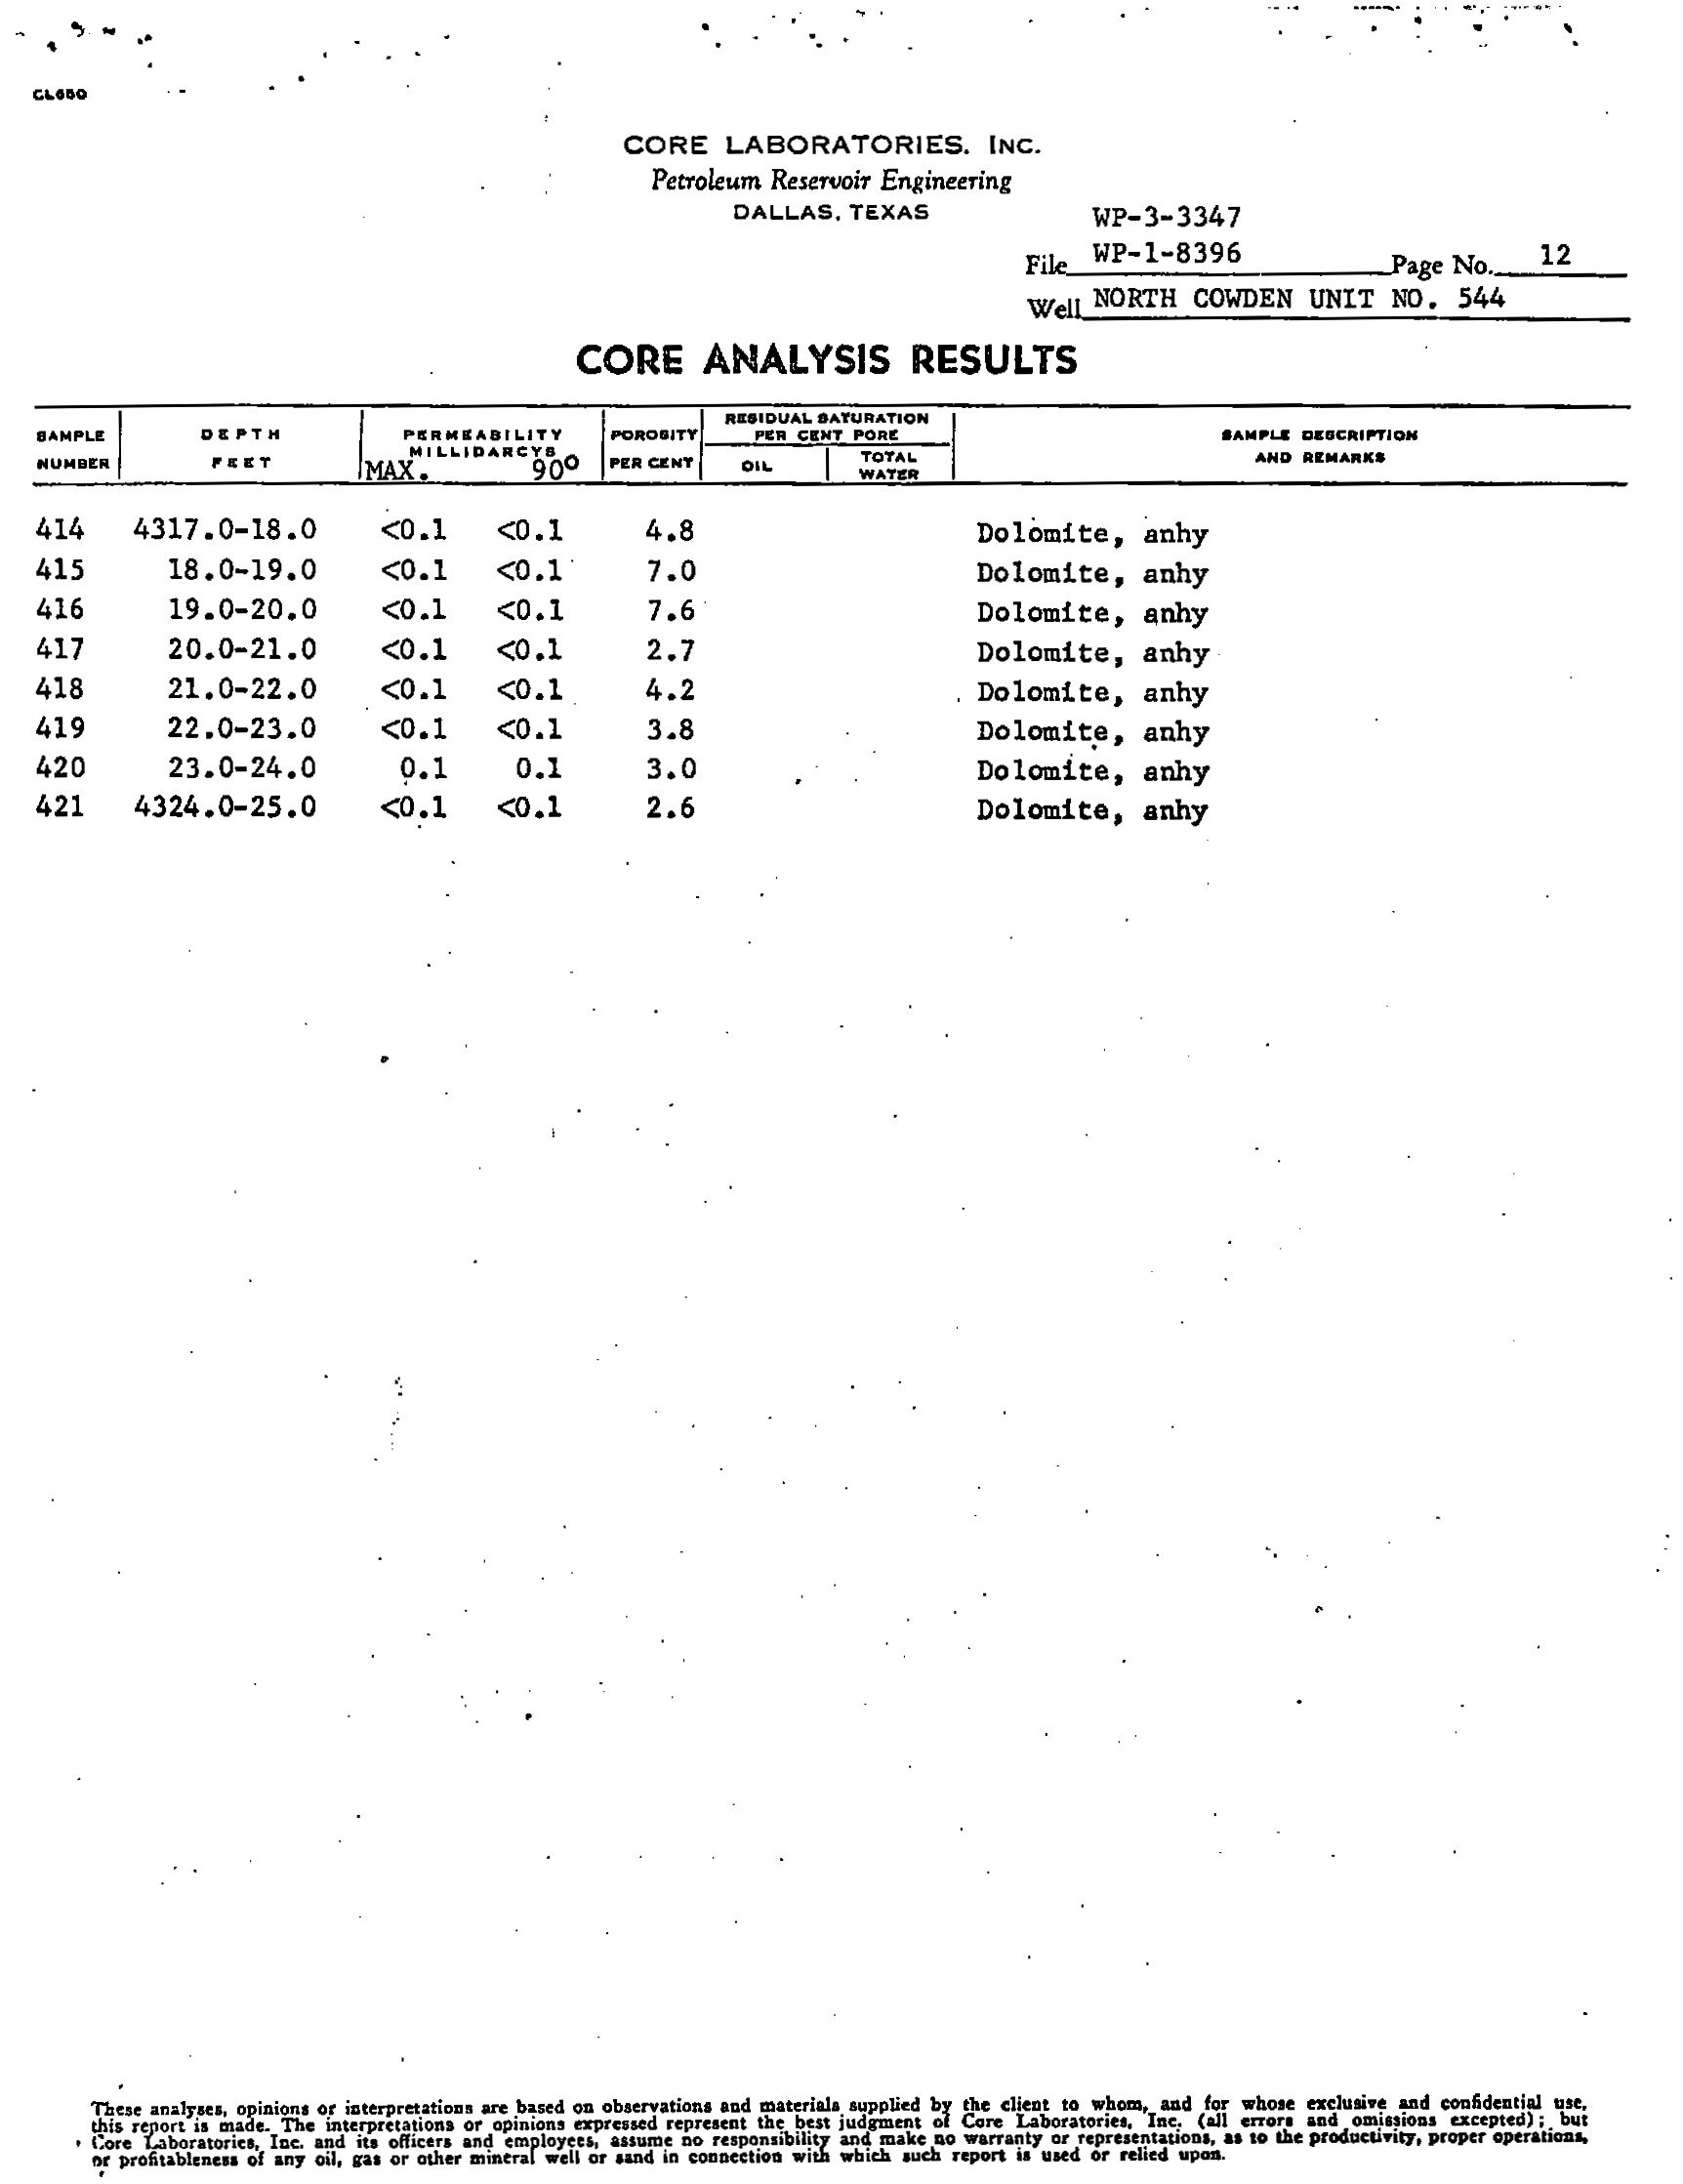 CL650
CORE LABORATORIES, INC.
Petroleum Reservoir Engineering
DALLAS, TEXAS
WP-3-3347
File WP-1-8396 Page No. 12
Well NORTH COWDEN UNIT NO. 544
CORE ANALYSIS RESULTS
SAMPLE NUMBER DEPTH FEET PERMEABILITY MILLIDARCYS MAX. 90° POROSITY PER CENT RESIDUAL SATURATION PER CENT PORE OIL TOTAL WATER SAMPLE DESCRIPTION AND REMARKS
414 4317.0-18.0 <0.1 <0.1 4.8 Dolomite, anhy
415 18.0-19.0 <0.1 <0.1 7.0 Dolomite, anhy
416 19.0-20.0 <0.1 <0.1 7.6 Dolomite, anhy
417 20.0-21.0 <0.1 <0.1 2.7 Dolomite, anhy
418 21.0-22.0 <0.1 <0.1 4.2 Dolomite, anhy
419 22.0-23.0 <0.1 <0.1 3.8 Dolomite, anhy
420 23.0-24.0 0.1 0.1 3.0 Dolomite, anhy
421 4324.0-25.0 <0.1 <0.1 2.6 Dolomite, anhy
These analyses, opinions or interpretations are based on observations and materials supplied by the client to whom, and for whose exclusive and confidential use,
this report is made. The interpretations or opinions expressed represent the best judgment of Core Laboratories, Inc. (all errors and omissions excepted); but
Core Laboratories, Inc. and its officers and employees, assume no responsibility and make no warranty or representations, as to the productivity, proper operations,
or profitableness of any oil, gas or other mineral well or sand in connection with which such report is used or relied upon.